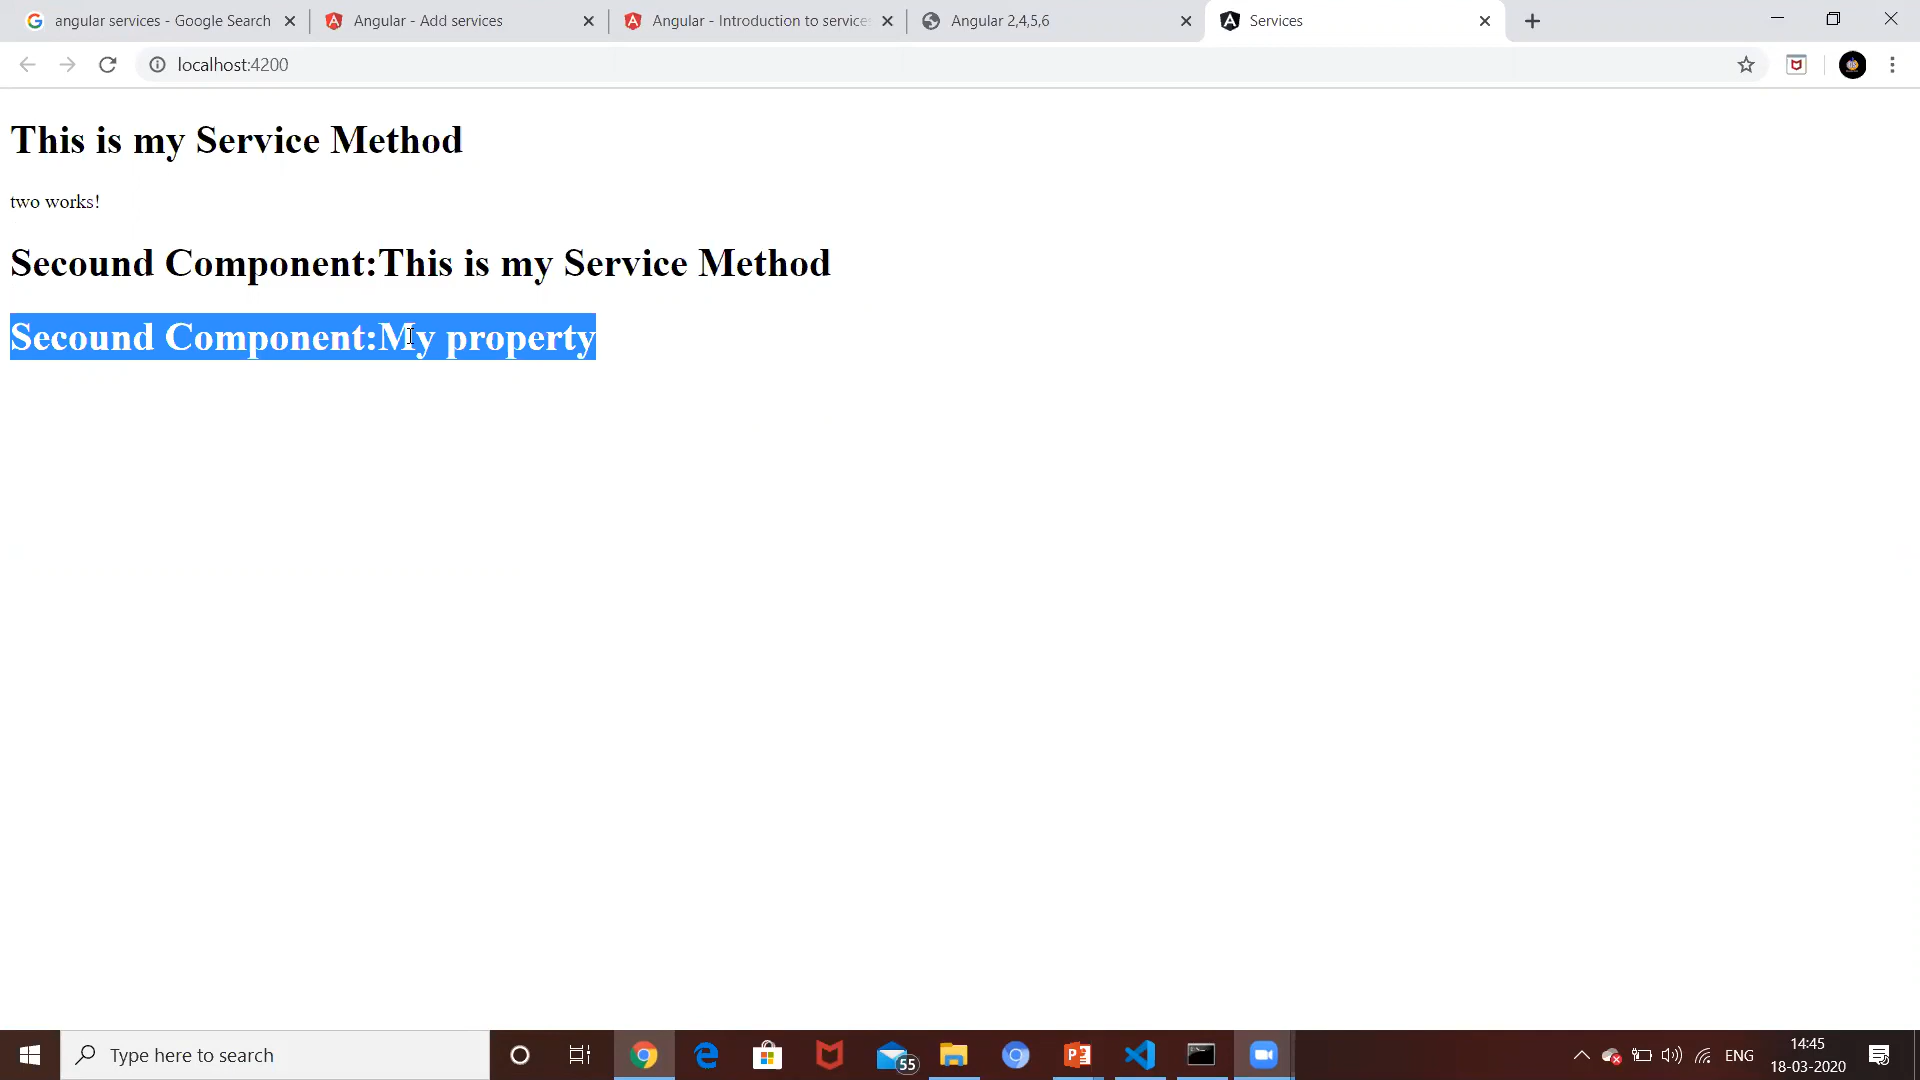 angular services - Google Search
Angular - Add services
Angular - Introduction to services
Angular 2,4,5,6
Services
localhost:4200
This is my Service Method
two works!
Secound Component:This is my Service Method
Secound Component:My property
Type here to search
55
ENG
14:45
18-03-2020